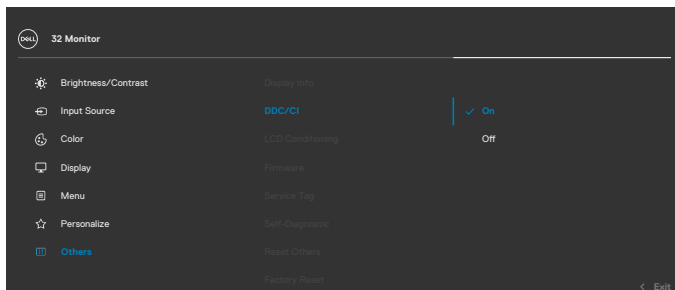 DELL
32 Monitor
Brightness/Contrast
Display Info
Input Source
DDC/CI
On
Color
LCD Conditioning
Off
Display
Firmware
Menu
Service Tag
Personalize
Self-Diagnostic
Others
Reset Others
Factory Reset
Exit